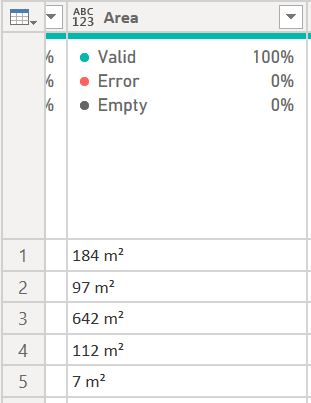 ABC 123 Area
% Valid 100%
% Error 0%
% Empty 0%
1 184 m²
2 97 m²
3 642 m²
4 112 m²
5 7 m²